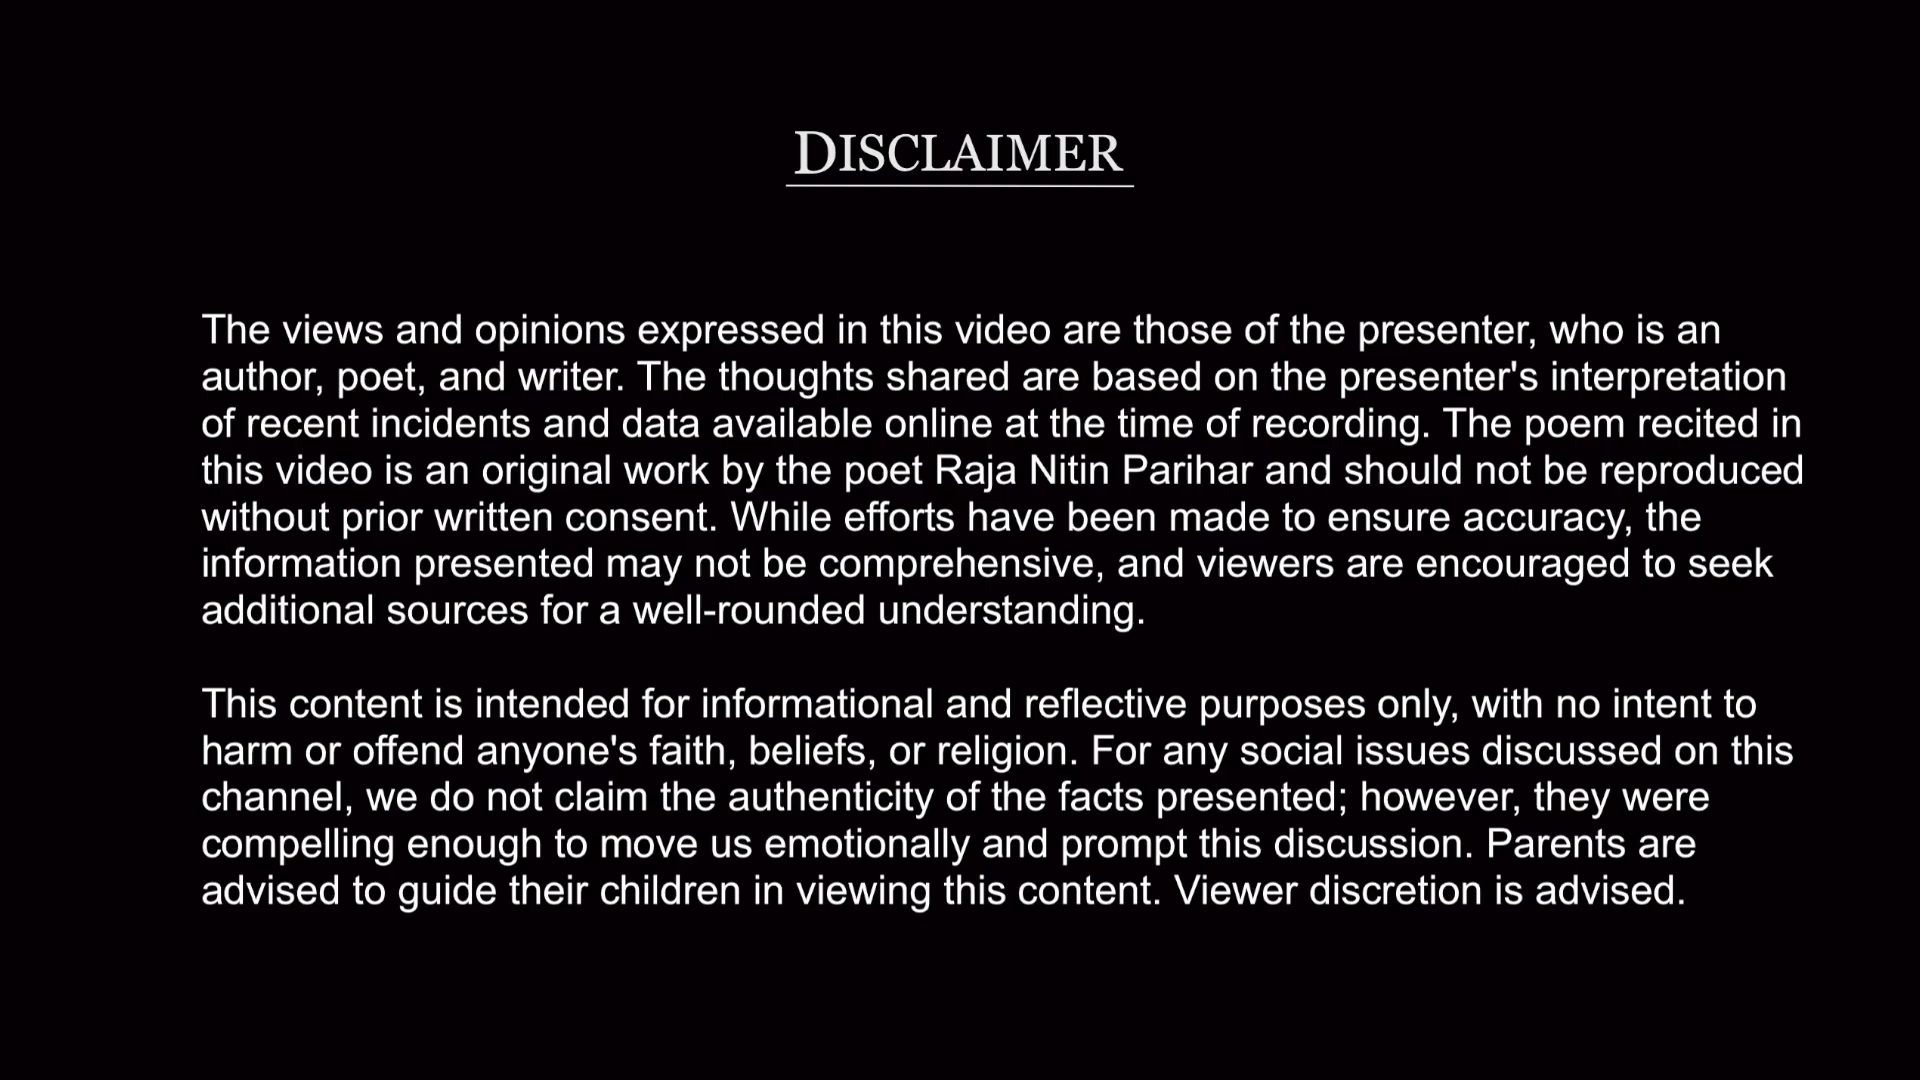 DISCLAIMER
The views and opinions expressed in this video are those of the presenter, who is an
author, poet, and writer. The thoughts shared are based on the presenter's interpretation
of recent incidents and data available online at the time of recording. The poem recited in
this video is an original work by the poet Raja Nitin Parihar and should not be reproduced
without prior written consent. While efforts have been made to ensure accuracy, the
information presented may not be comprehensive, and viewers are encouraged to seek
additional sources for a well-rounded understanding.
This content is intended for informational and reflective purposes only, with no intent to
harm or offend anyone's faith, beliefs, or religion. For any social issues discussed on this
channel, we do not claim the authenticity of the facts presented; however, they were
compelling enough to move us emotionally and prompt this discussion. Parents are
advised to guide their children in viewing this content. Viewer discretion is advised.